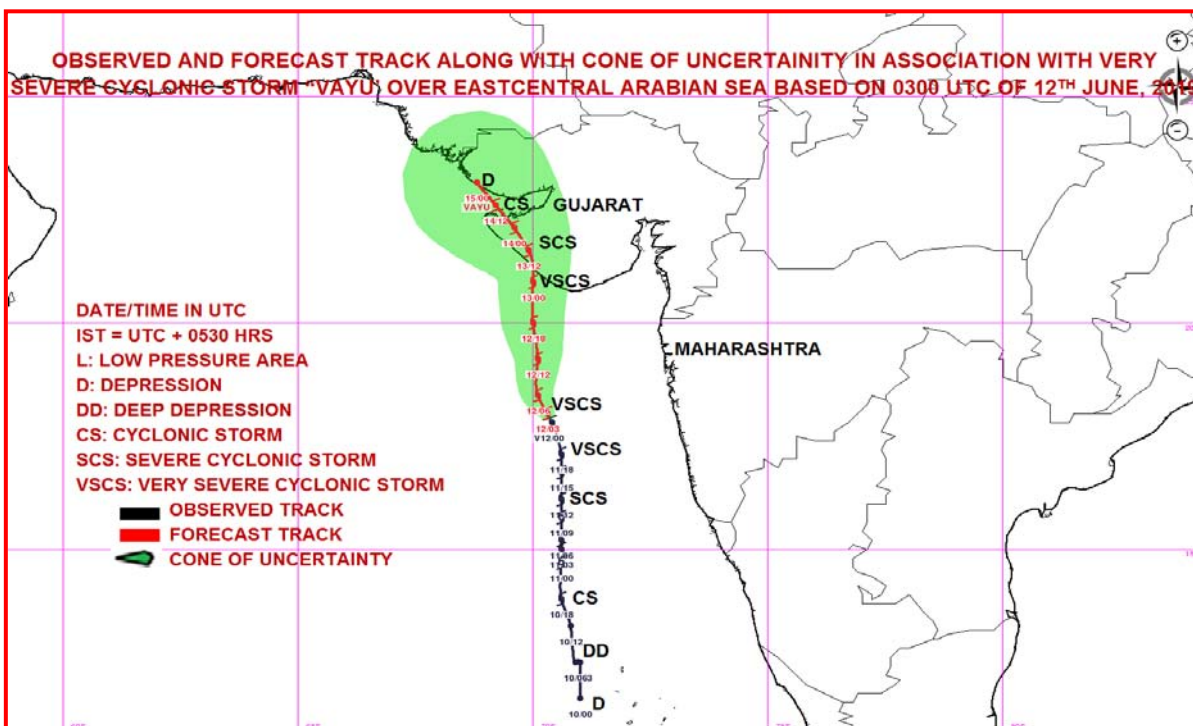 OBSERVED AND FORECAST TRACK ALONG WITH CONE OF UNCERTAINITY IN ASSOCIATION WITH VERY
SEVERE CYCLONIC STORM "VAYU' OVER EASTCENTRAL ARABIAN SEA BASED ON 0300 UTC OF 12TH JUNE,
D
15/00
VAYU
CS
GUJARAT
14/12
14/00
SCS
13/12
VSCS
13/00
DATE/TIME IN UTC
IST = UTC + 0530 HRS
12/18
L: LOW PRESSURE AREA
MAHARASHTRA
D: DEPRESSION
12/12
DD: DEEP DEPRESSION
VSCS
12/06
CS: CYCLONIC STORM
12/03
V12/00
SCS: SEVERE CYCLONIC STORM
VSCS
11/18
VSCS: VERY SEVERE CYCLONIC STORM
11/15
SCS
OBSERVED TRACK
11/12
FORECAST TRACK
11/09
CONE OF UNCERTAINTY
11/06
11/03
11/00
CS
10/18
10/12
DD
10/063
D
10/00